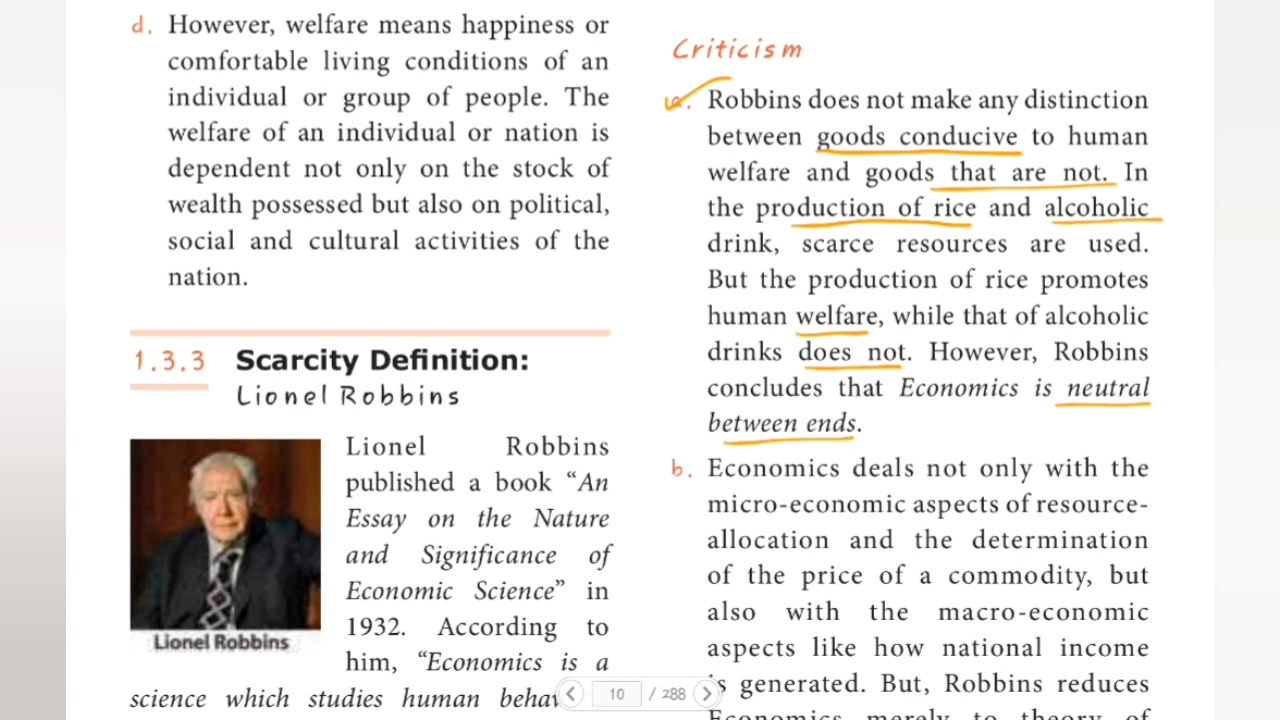 d. However, welfare means happiness or
comfortable living conditions of an
individual or group of people. The
welfare of an individual or nation is
dependent not only on the stock of
wealth possessed but also on political,
social and cultural activities of the
nation.
1.3.3 Scarcity Definition:
Lionel Robbins
Lionel Robbins
published a book “An
Essay on the Nature
and Significance of
Economic Science” in
1932. According to
him, “Economics is a
Lionel Robbins
science which studies human
Criticism
a. Robbins does not make any distinction
between goods conducive to human
welfare and goods that are not. In
the production of rice and alcoholic
drink, scarce resources are used.
But the production of rice promotes
human welfare, while that of alcoholic
drinks does not. However, Robbins
concludes that Economics is neutral
between ends.
b. Economics deals not only with the
micro-economic aspects of resource-
allocation and the determination
of the price of a commodity, but
also with the macro-economic
aspects like how national income
is generated. But, Robbins reduces
Economics merely to theory of
10 / 288